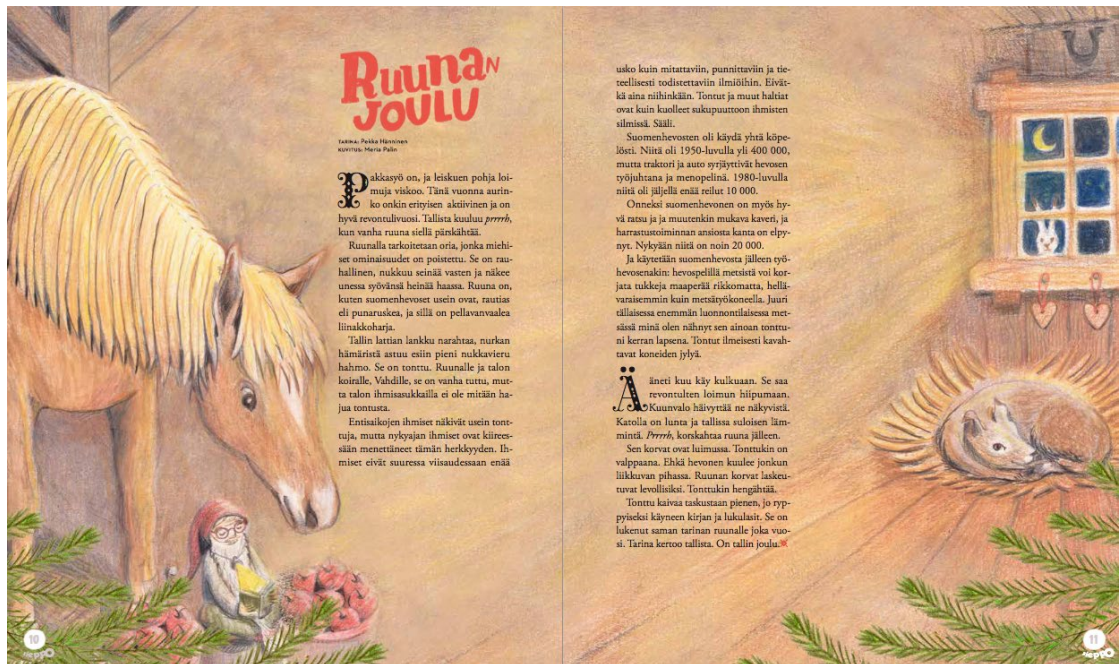 RUUNAN
JOULU
TARINA: Pekka Hänninen
KUVITUS: Meria Palin
Pakkasyö on, ja leiskuen pohja loi-
muja viskoo. Tänä vuonna aurin-
ko onkin erityisen aktiivinen ja on
hyvä revontulivuosi. Tallista kuuluu prrrrh,
kun vanha ruuna siellä pärskähtää.
Ruunalla tarkoitetaan oria, jonka miehi-
set ominaisuudet on poistettu. Se on rau-
hallinen, nukkuu seinää vasten ja näkee
unessa syövänsä heinää haassa. Ruuna on,
kuten suomenhevoset usein ovat, rautias
eli punaruskea, ja sillä on pellavanvaalea
liinakkoharja.
Tallin lattian lankku narahtaa, nurkan
hämäristä astuu esiin pieni nukkavieru
hahmo. Se on tonttu. Ruunalle ja talon
koiralle, Vahdille, se on vanha tuttu, mut-
ta talon ihmisasukkailla ei ole mitään ha-
jua tontusta.
Entisaikojen ihmiset näkivät usein tont-
tuja, mutta nykyajan ihmiset ovat kiirees-
sään menettäneet tämän herkkyyden. Ih-
miset eivät suuressa viisaudessaan enää
usko kuin mitattaviin, punnittaviin ja tie-
teellisesti todistettaviin ilmiöihin. Eivät-
kä aina niihinkään. Tontut ja muut haltiat
ovat kuin kuolleet sukupuuttoon ihmisten
silmissä. Sääli.
Suomenhevosten oli käydä yhtä köpe-
lösti. Niitä oli 1950-luvulla yli 400 000,
mutta traktori ja auto syrjäyttivät hevosen
työjuhtana ja menopelinä. 1980-luvulla
niitä oli jäljellä enää reilut 10 000.
Onneksi suomenhevonen on myös hy-
vä ratsu ja ja muutenkin mukava kaveri, ja
harrastustoiminnan ansiosta kanta on elpy-
nyt. Nykyään niitä on noin 20 000.
Ja käytetään suomenhevosta jälleen työ-
hevosenakin: hevospelillä metsistä voi kor-
jata tukkeja maaperää rikkomatta, hellä-
varaisemmin kuin metsätyökoneella. Juuri
tällaisessa enemmän luonnontilaisessa met-
sässä minä olen nähnyt sen ainoan tonttu-
ni kerran lapsena. Tontut ilmeisesti kavah-
tavat koneiden jylyä.
Ääneti kuu käy kulkuaan. Se saa
revontulten loimun hiipumaan.
Kuunvalo häivyttää ne näkyvistä.
Katolla on lunta ja tallissa suloisen läm-
mintä. Prrrrh, korskahtaa ruuna jälleen.
Sen korvat ovat luimussa. Tonttukin on
valppaana. Ehkä hevonen kuulee jonkun
liikkuvan pihassa. Ruunan korvat laskeu-
tuvat levollisiksi. Tonttukin hengähtää.
Tonttu kaivaa taskustaan pienen, jo ryp-
pyiseksi käyneen kirjan ja lukulasit. Se on
lukenut saman tarinan ruunalle joka vuo-
si. Tarina kertoo tallista. On tallin joulu.
10
HEPPO
11
HEPPO